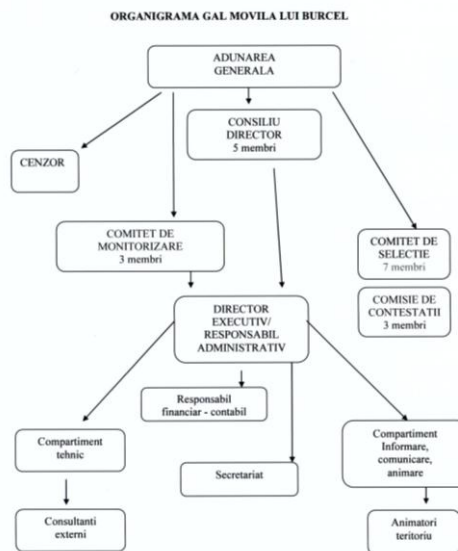 ORGANIGRAMA GAL MOVILA LUI BURCEL
ADUNAREA
GENERALA
CONSILIU
DIRECTOR
5 membri
CENZOR
COMITET DE
MONITORIZARE
3 membri
COMITET DE
SELECTIE
7 membri
COMISIE DE
CONTESTATII
3 membri
DIRECTOR
EXECUTIV/
RESPONSABIL
ADMINISTRATIV
Responsabil
financiar - contabil
Compartiment
tehnic
Secretariat
Compartiment
Informare,
comunicare,
animare
Consultanti
externi
Animatori
teritoriu